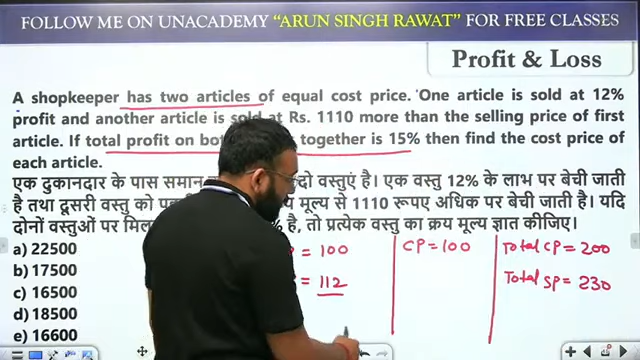 FOLLOW ME ON UNACADEMY “ARUN SINGH RAWAT” FOR FREE CLASSES
Profit & Loss
A shopkeeper has two articles of equal cost price. One article is sold at 12%
profit and another article is sold at Rs. 1110 more than the selling price of first
article. If total profit on together is 15% then find the cost price of
each article.
एक दुकानदार के पास समान दो वस्तुएं है। एक वस्तु 12% के लाभ पर बेची जाती
है तथा दूसरी वस्तु को मूल्य से 1110 रूपए अधिक पर बेची जाती है। यदि
दोनों वस्तुओं पर है, तो प्रत्येक वस्तु का क्रय मूल्य ज्ञात कीजिए।
a) 22500
b) 17500
c) 16500
d) 18500
e) 16600
= 100
= 112
CP = 100
Total CP = 200
Total SP = 230